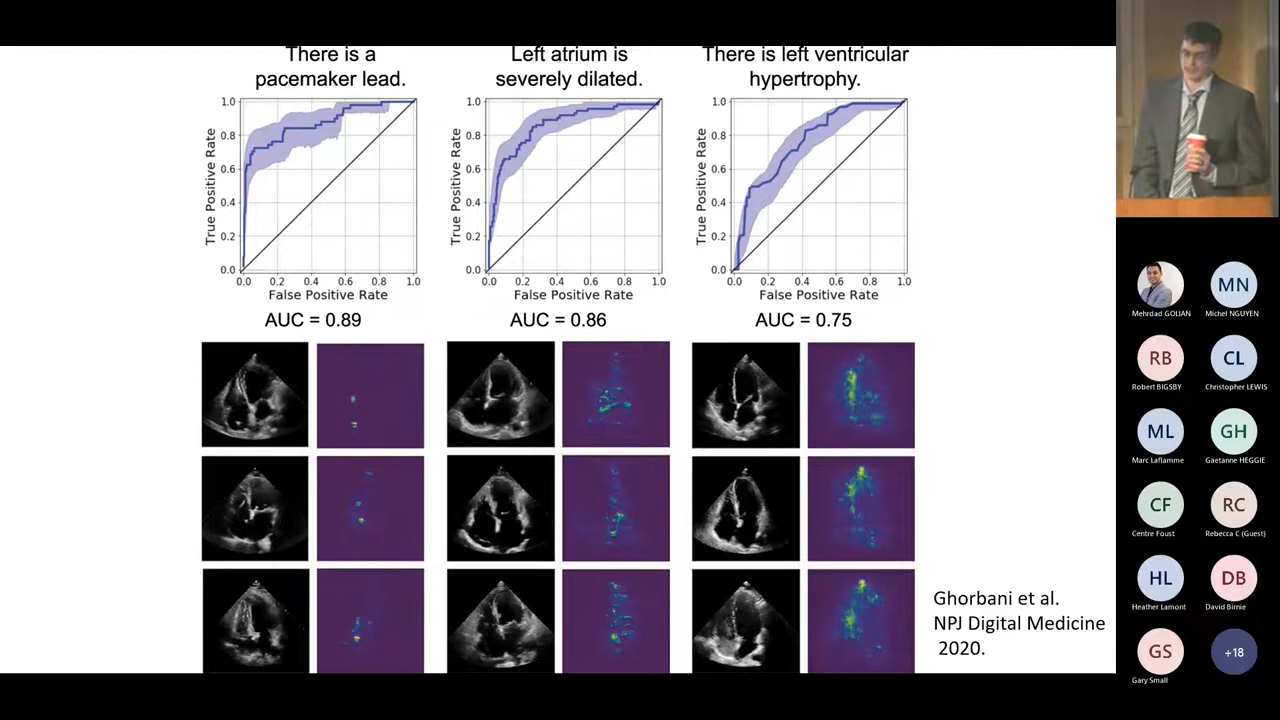 There is a
pacemaker lead.
Left atrium is
severely dilated.
There is left ventricular
hypertrophy.
True Positive Rate
1.0
0.8
0.6
0.4
0.2
0.0
0.0 0.2 0.4 0.6 0.8 1.0
False Positive Rate
AUC = 0.89
True Positive Rate
1.0
0.8
0.6
0.4
0.2
0.0
0.0 0.2 0.4 0.6 0.8 1.0
False Positive Rate
AUC = 0.86
True Positive Rate
1.0
0.8
0.6
0.4
0.2
0.0
0.0 0.2 0.4 0.6 0.8 1.0
False Positive Rate
AUC = 0.75
Ghorbani et al.
NPJ Digital Medicine
2020.
MN
Mehrdad GOLIAN Michel NGUYEN
RB CL
Robert BIGSBY Christopher LEWIS
ML GH
Marc Laflamme Gaetanne HEGGIE
CF RC
Centre Foust Rebecca C (Guest)
HL DB
Heather Lamont David Birnie
GS +18
Gary Small